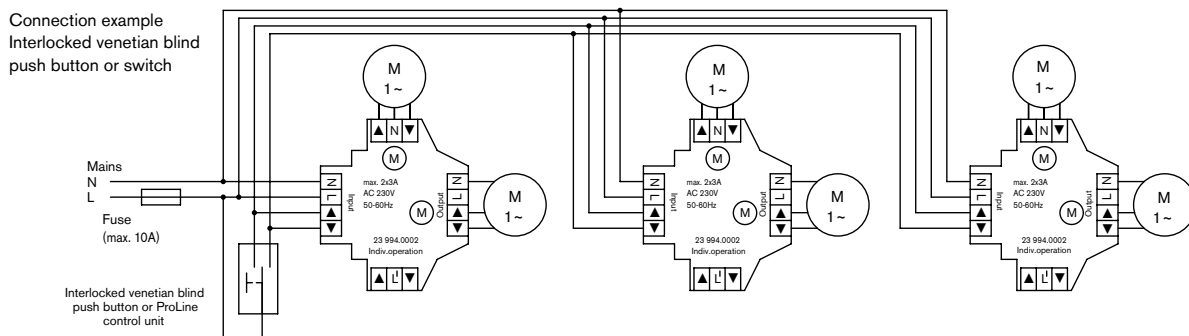 Connection example
Interlocked venetian blind
push button or switch
M
1~
M
1~
M
1~
▲ N ▼
▲ N ▼
▲ N ▼
M
M
M
Mains
N
L
Fuse
(max. 10A)
N
L
▲
▼
Input
max. 2x3A
AC 230V
50-60Hz
M
Output
N
L
▲
▼
M
1~
23 994.0002
Indiv.operation
▲ L' ▼
N
L
▲
▼
Input
max. 2x3A
AC 230V
50-60Hz
M
Output
N
L
▲
▼
M
1~
23 994.0002
Indiv.operation
▲ L' ▼
N
L
▲
▼
Input
max. 2x3A
AC 230V
50-60Hz
M
Output
N
L
▲
▼
M
1~
23 994.0002
Indiv.operation
▲ L' ▼
Interlocked venetian blind
push button or ProLine
control unit